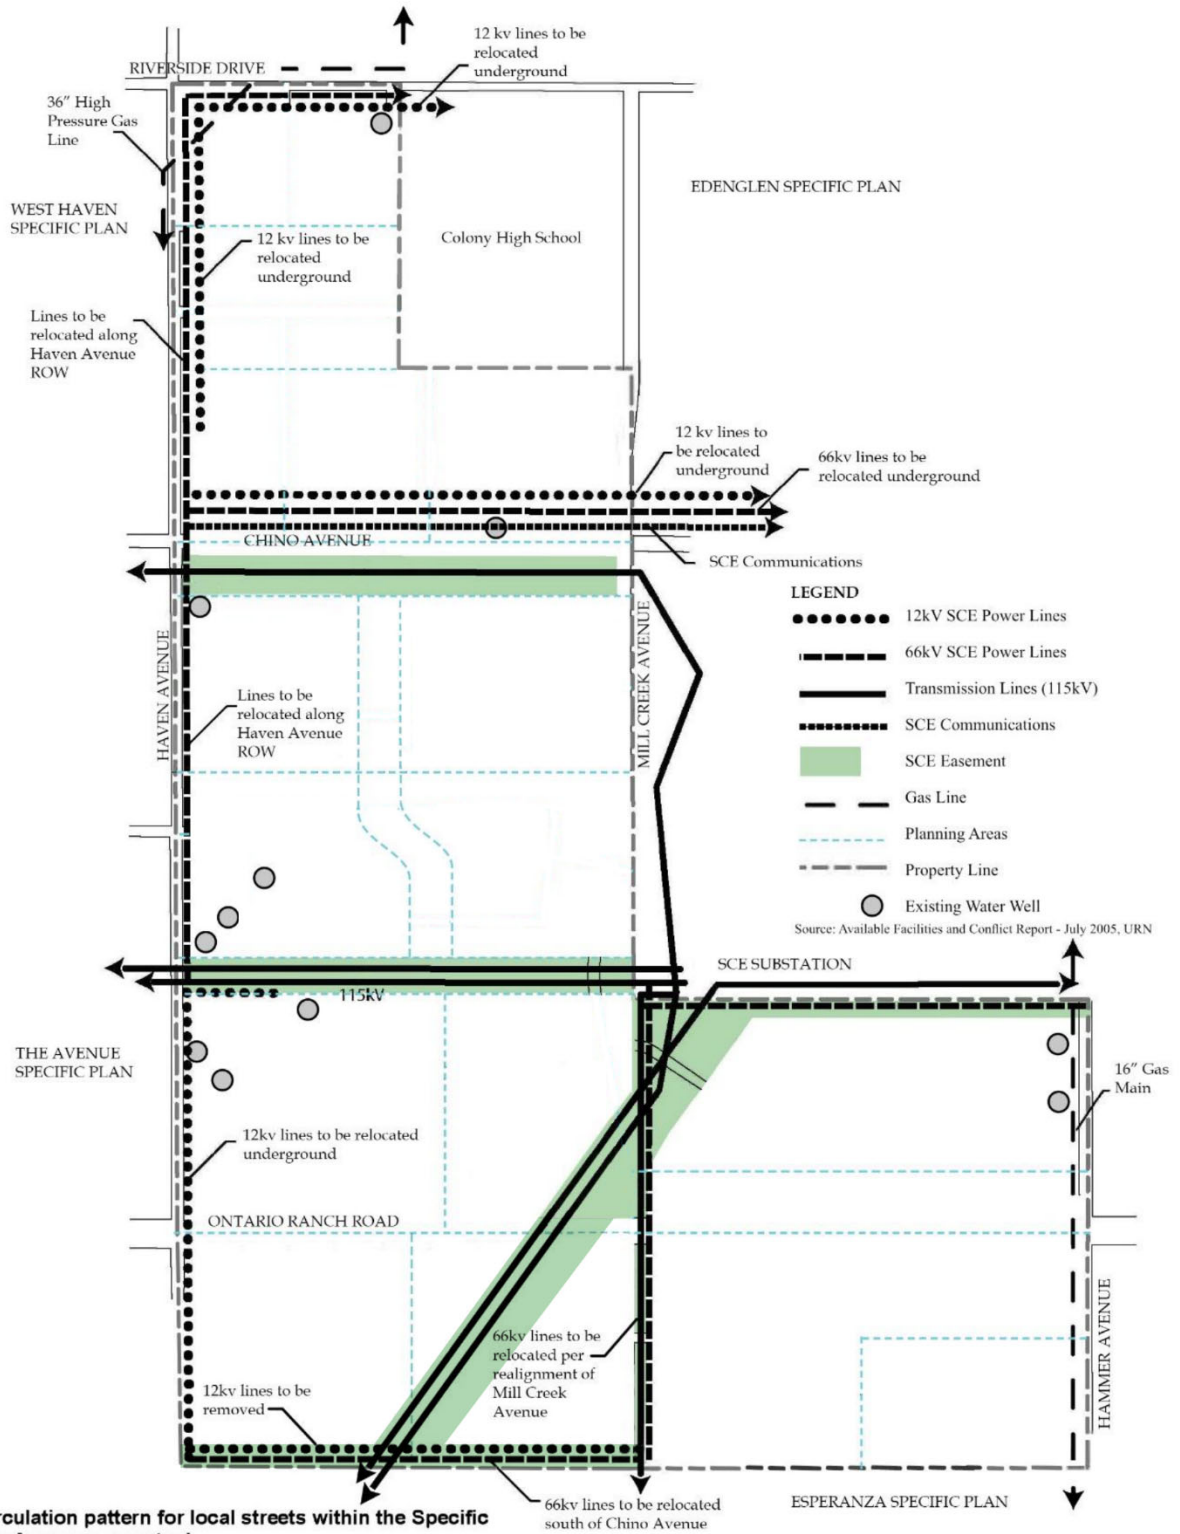 12 kv lines to be
relocated
underground
RIVERSIDE DRIVE
36" High
Pressure Gas
Line
EDENGLEN SPECIFIC PLAN
WEST HAVEN
SPECIFIC PLAN
Colony High School
12 kv lines to be
relocated
underground
Lines to be
relocated along
Haven Avenue
ROW
12 kv lines to
be relocated
underground
66kv lines to be
relocated underground
CHINO AVENUE
SCE Communications
LEGEND
12kV SCE Power Lines
66kV SCE Power Lines
Transmission Lines (115kV)
SCE Communications
SCE Easement
Gas Line
Planning Areas
Property Line
Existing Water Well
Source: Available Facilities and Conflict Report - July 2005, URN
HAVEN AVENUE
MILL CREEK AVENUE
Lines to be
relocated along
Haven Avenue
ROW
SCE SUBSTATION
115kV
THE AVENUE
SPECIFIC PLAN
16" Gas
Main
12kv lines to be relocated
underground
ONTARIO RANCH ROAD
66kv lines to be
relocated per
realignment of
Mill Creek
Avenue
HAMMER AVENUE
12kv lines to be
removed
66kv lines to be relocated
south of Chino Avenue
ESPERANZA SPECIFIC PLAN
rculation pattern for local streets within the Specific